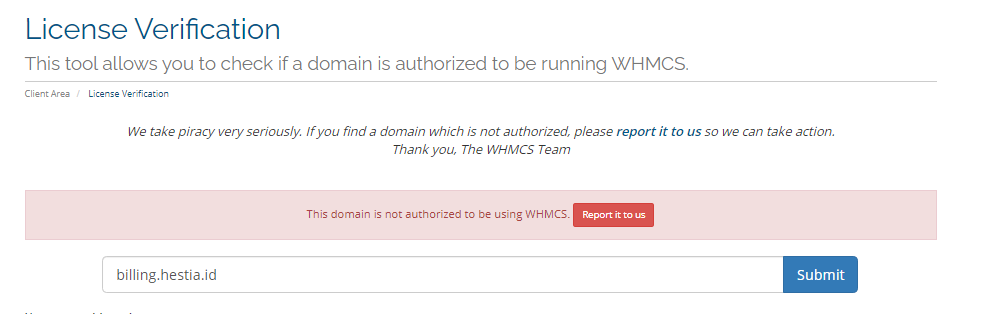 License Verification
This tool allows you to check if a domain is authorized to be running WHMCS.
Client Area / License Verification
We take piracy very seriously. If you find a domain which is not authorized, please report it to us so we can take action.
Thank you, The WHMCS Team
This domain is not authorized to be using WHMCS. Report it to us
billing.hestia.id Submit